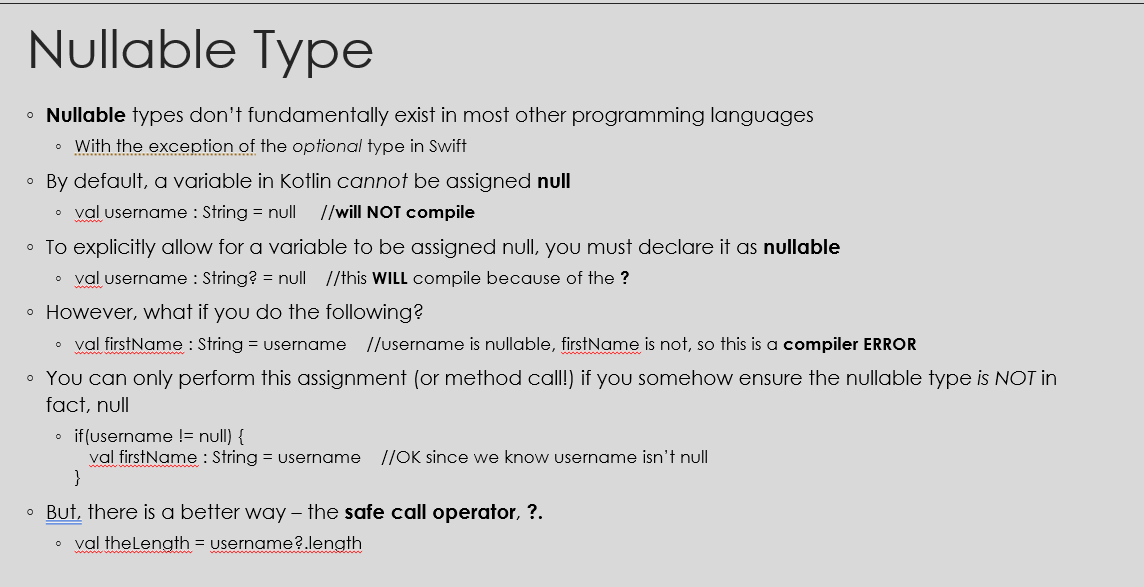 Nullable Type
◦ Nullable types don’t fundamentally exist in most other programming languages
◦ With the exception of the optional type in Swift
◦ By default, a variable in Kotlin cannot be assigned null
◦ val username : String = null //will NOT compile
◦ To explicitly allow for a variable to be assigned null, you must declare it as nullable
◦ val username : String? = null //this WILL compile because of the ?
◦ However, what if you do the following?
◦ val firstName : String = username //username is nullable, firstName is not, so this is a compiler ERROR
◦ You can only perform this assignment (or method call!) if you somehow ensure the nullable type is NOT in
fact, null
◦ if(username != null) {
val firstName : String = username //OK since we know username isn’t null
}
◦ But, there is a better way – the safe call operator, ?.
◦ val theLength = username?.length